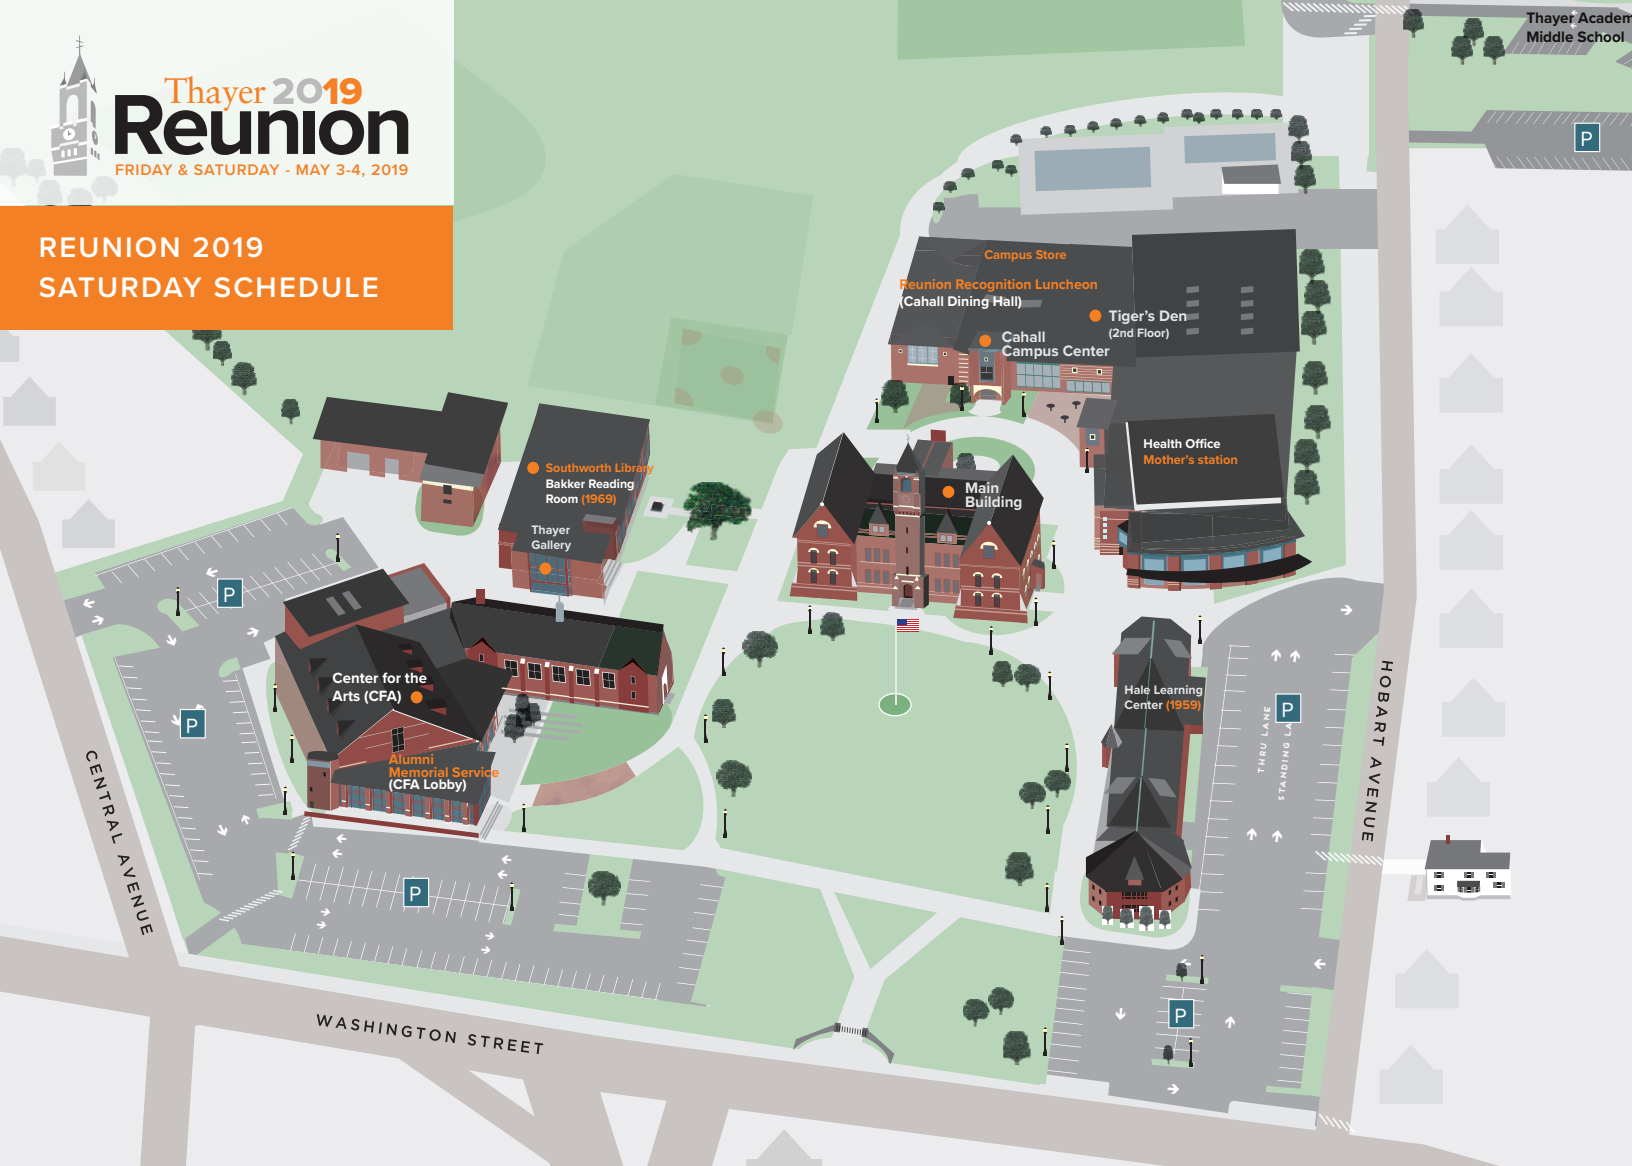 Thayer 2019
Reunion
FRIDAY & SATURDAY - MAY 3-4, 2019
REUNION 2019
SATURDAY SCHEDULE
Middle School
P
Campus Store
Reunion Recognition Luncheon
(Cahall Dining Hall)
Tiger's Den
(2nd Floor)
Cahall
Campus Center
Health Office
Mother's station
Southworth Library
Bakker Reading
Room (1969)
Thayer
Gallery
Main
Building
P
Center for the
Arts (CFA)
P
Alumni
Memorial Service
(CFA Lobby)
Hale Learning
Center (1959)
P
THRU LANE
STANDING
HOBART AVENUE
CENTRAL AVENUE
P
P
WASHINGTON STREET